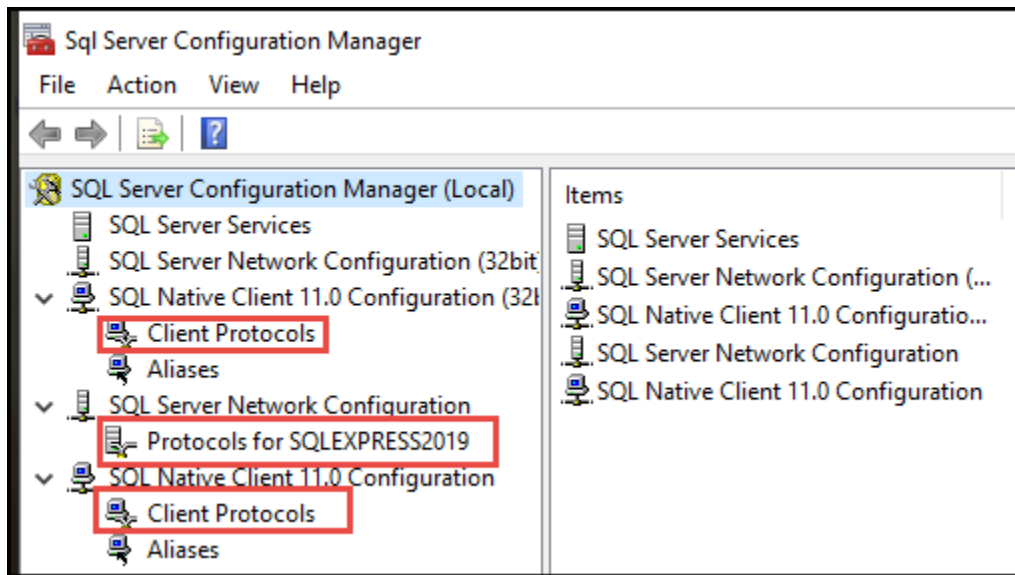 Sql Server Configuration Manager
File Action View Help
SQL Server Configuration Manager (Local)
SQL Server Services
SQL Server Network Configuration (32bit
SQL Native Client 11.0 Configuration (32b
Client Protocols
Aliases
SQL Server Network Configuration
Protocols for SQLEXPRESS2019
SQL Native Client 11.0 Configuration
Client Protocols
Aliases
Items
SQL Server Services
SQL Server Network Configuration (...
SQL Native Client 11.0 Configuratio...
SQL Server Network Configuration
SQL Native Client 11.0 Configuration